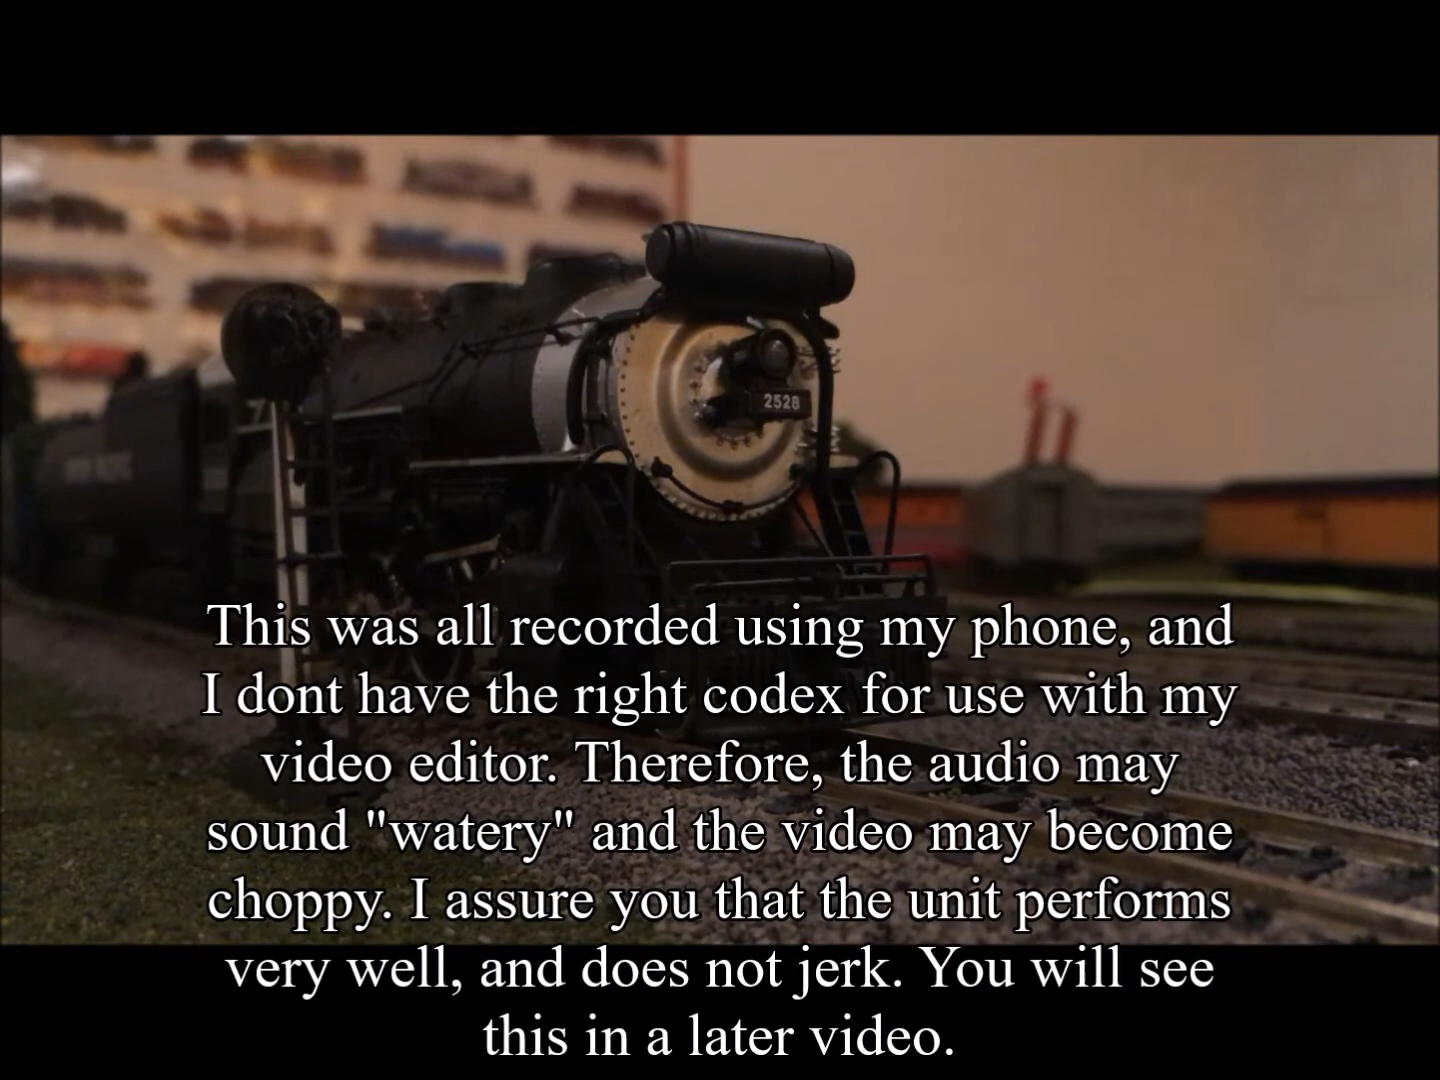 2528
This was all recorded using my phone, and
I dont have the right codex for use with my
video editor. Therefore, the audio may
sound "watery" and the video may become
choppy. I assure you that the unit performs
very well, and does not jerk. You will see
this in a later video.